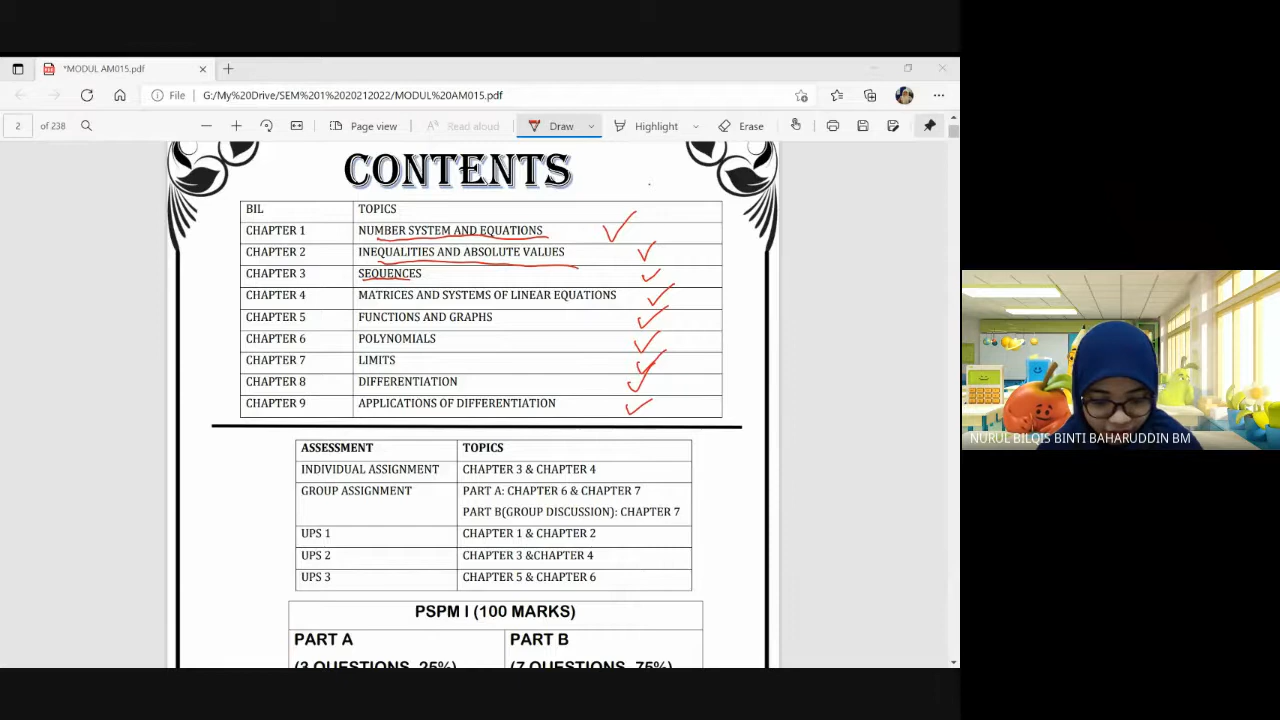 *MODUL AM015.pdf
File G:/My%20Drive/SEM%201%2020212022/MODUL%20AM015.pdf
2 of 238 Page view Read aloud Draw Highlight Erase
CONTENTS
BIL TOPICS
CHAPTER 1 NUMBER SYSTEM AND EQUATIONS
CHAPTER 2 INEQUALITIES AND ABSOLUTE VALUES
CHAPTER 3 SEQUENCES
CHAPTER 4 MATRICES AND SYSTEMS OF LINEAR EQUATIONS
CHAPTER 5 FUNCTIONS AND GRAPHS
CHAPTER 6 POLYNOMIALS
CHAPTER 7 LIMITS
CHAPTER 8 DIFFERENTIATION
CHAPTER 9 APPLICATIONS OF DIFFERENTIATION
ASSESSMENT TOPICS
INDIVIDUAL ASSIGNMENT CHAPTER 3 & CHAPTER 4
GROUP ASSIGNMENT PART A: CHAPTER 6 & CHAPTER 7
PART B(GROUP DISCUSSION): CHAPTER 7
UPS 1 CHAPTER 1 & CHAPTER 2
UPS 2 CHAPTER 3 &CHAPTER 4
UPS 3 CHAPTER 5 & CHAPTER 6
PSPM I (100 MARKS)
PART A PART B
(3 QUESTIONS, 25%) (7 QUESTIONS, 75%)
NURUL BILQIS BINTI BAHARUDDIN BM